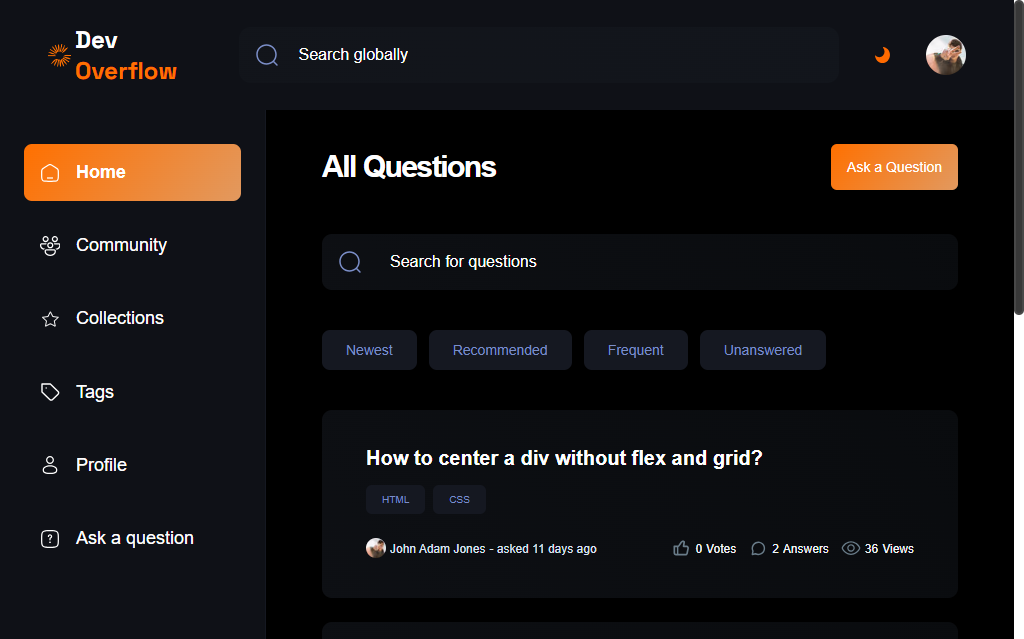 Dev
Overflow
Search globally
Home
Community
Collections
Tags
Profile
Ask a question
All Questions
Ask a Question
Search for questions
Newest
Recommended
Frequent
Unanswered
How to center a div without flex and grid?
HTML
CSS
John Adam Jones - asked 11 days ago
0 Votes
2 Answers
36 Views